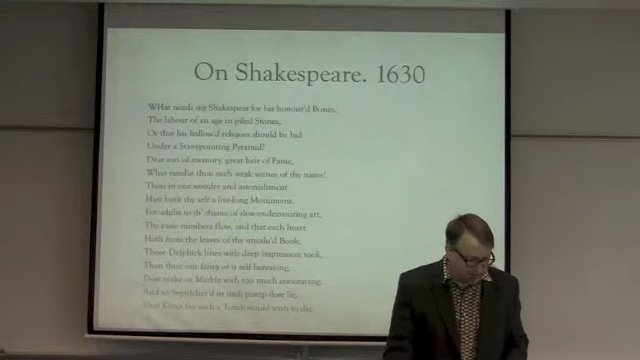 On Shakespeare. 1630
WHat needs my Shakespear for his honour'd Bones,
The labour of an age in piled Stones,
Or that his hallow'd reliques should be hid
Under a Starypointing Pyramid?
Dear son of memory, great heir of Fame,
What need'st thou such weak witnes of thy name?
Thou in our wonder and astonishment
Hast built thy self a live-long Monument.
For whilst to th' shame of slow-endeavouring art,
Thy easie numbers flow, and that each heart
Hath from the leaves of thy unvalu'd Book,
Those Delphick lines with deep impression took,
Then thou our fancy of it self bereaving,
Dost make us Marble with too much conceaving;
And so Sepulcher'd in such pomp dost lie,
That Kings for such a Tomb would wish to die.